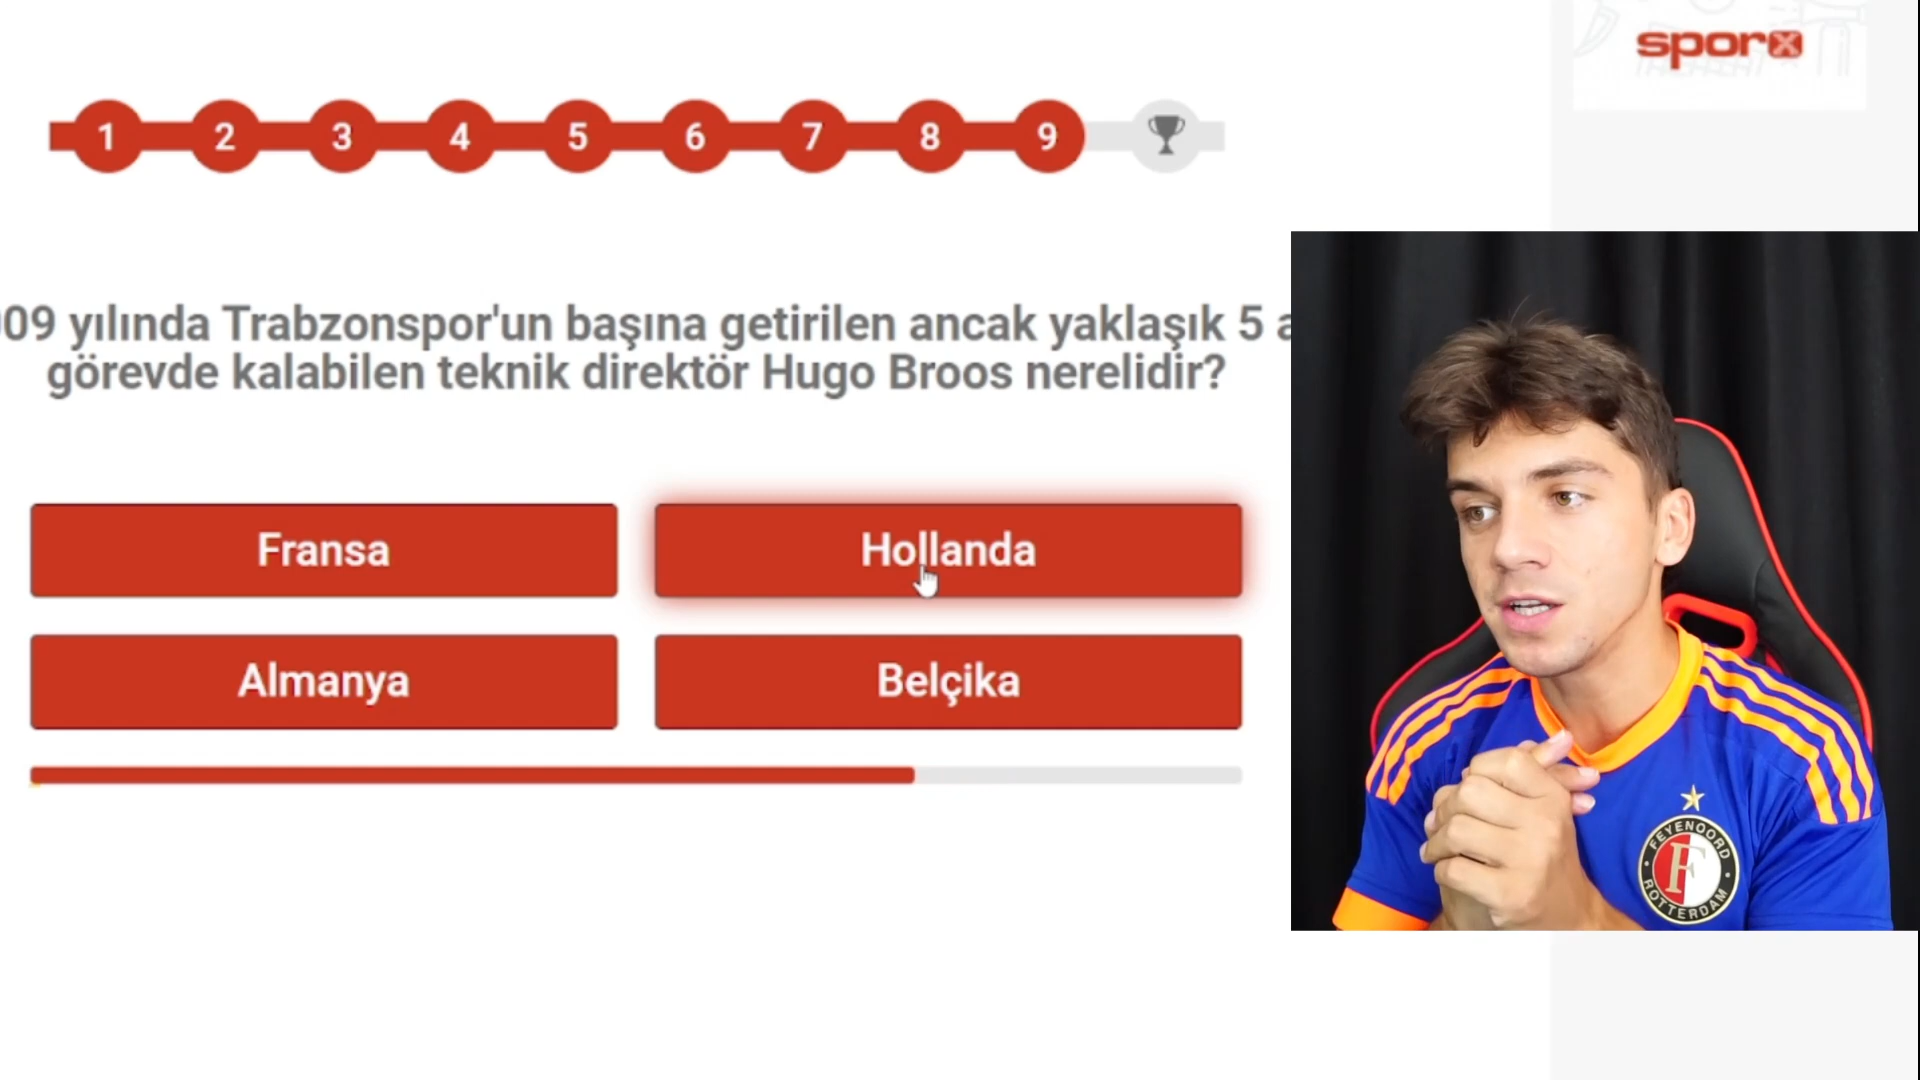 sporx
1 2 3 4 5 6 7 8 9
09 yılında Trabzonspor'un başına getirilen ancak yaklaşık 5 a
görevde kalabilen teknik direktör Hugo Broos nerelidir?
Fransa
Hollanda
Almanya
Belçika
FEYENOORD
F
ROTTERDAM